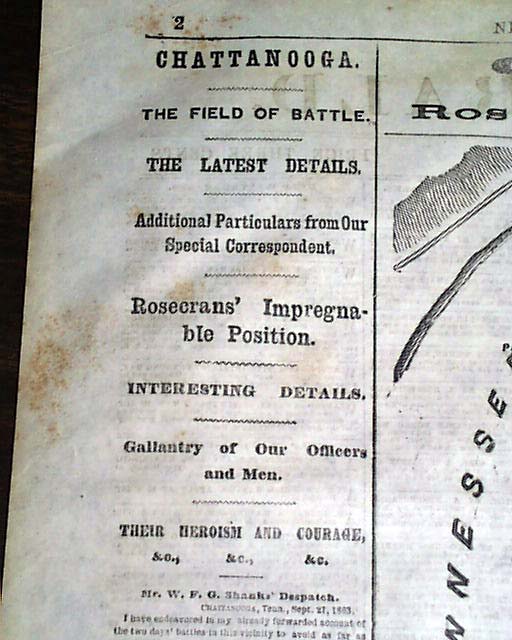 2
NE
CHATTANOOGA.
THE FIELD OF BATTLE.
THE LATEST DETAILS.
Additional Particulars from Our
Special Correspondent.
Rosecrans' Impregna-
ble Position.
INTERESTING DETAILS.
Gallantry of Our Officers
and Men.
THEIR HEROISM AND COURAGE,
&c., &c., &c.
Mr. W. F. G. Shanks' Despatch.
CHATTANOOGA, Tenn., Sept. 27, 1863.
I have endeavored in my already forwarded account of
the two days' battles in this vicinity to avoid as far as
ROS
NNESSEE